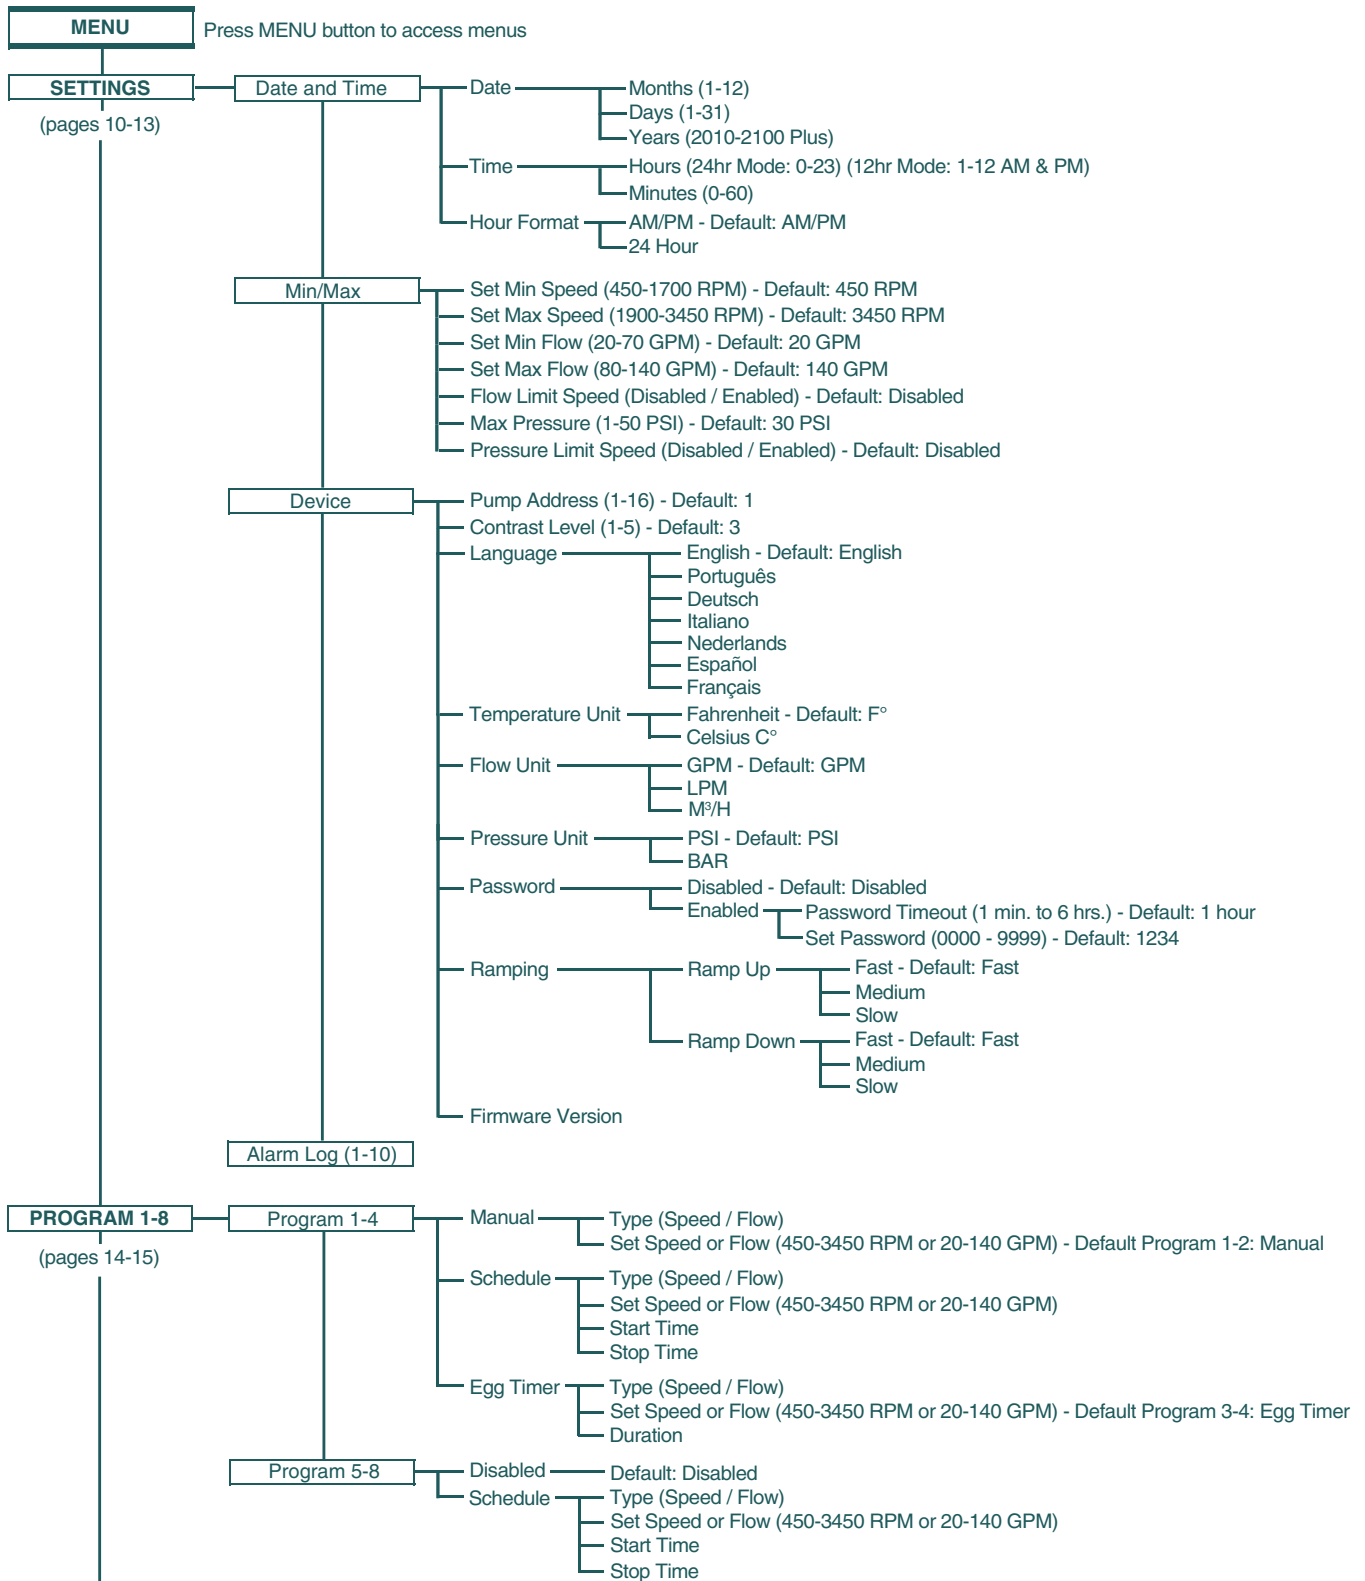 MENU
Press MENU button to access menus
SETTINGS
(pages 10-13)
Date and Time
Date
Months (1-12)
Days (1-31)
Years (2010-2100 Plus)
Time
Hours (24hr Mode: 0-23) (12hr Mode: 1-12 AM & PM)
Minutes (0-60)
Hour Format
AM/PM - Default: AM/PM
24 Hour
Min/Max
Set Min Speed (450-1700 RPM) - Default: 450 RPM
Set Max Speed (1900-3450 RPM) - Default: 3450 RPM
Set Min Flow (20-70 GPM) - Default: 20 GPM
Set Max Flow (80-140 GPM) - Default: 140 GPM
Flow Limit Speed (Disabled / Enabled) - Default: Disabled
Max Pressure (1-50 PSI) - Default: 30 PSI
Pressure Limit Speed (Disabled / Enabled) - Default: Disabled
Device
Pump Address (1-16) - Default: 1
Contrast Level (1-5) - Default: 3
Language
English - Default: English
Português
Deutsch
Italiano
Nederlands
Español
Français
Temperature Unit
Fahrenheit - Default: F°
Celsius C°
Flow Unit
GPM - Default: GPM
LPM
M³/H
Pressure Unit
PSI - Default: PSI
BAR
Password
Disabled - Default: Disabled
Enabled
Password Timeout (1 min. to 6 hrs.) - Default: 1 hour
Set Password (0000 - 9999) - Default: 1234
Ramping
Ramp Up
Fast - Default: Fast
Medium
Slow
Ramp Down
Fast - Default: Fast
Medium
Slow
Firmware Version
Alarm Log (1-10)
PROGRAM 1-8
(pages 14-15)
Program 1-4
Manual
Type (Speed / Flow)
Set Speed or Flow (450-3450 RPM or 20-140 GPM) - Default Program 1-2: Manual
Schedule
Type (Speed / Flow)
Set Speed or Flow (450-3450 RPM or 20-140 GPM)
Start Time
Stop Time
Egg Timer
Type (Speed / Flow)
Set Speed or Flow (450-3450 RPM or 20-140 GPM) - Default Program 3-4: Egg Timer
Duration
Program 5-8
Disabled
Default: Disabled
Schedule
Type (Speed / Flow)
Set Speed or Flow (450-3450 RPM or 20-140 GPM)
Start Time
Stop Time